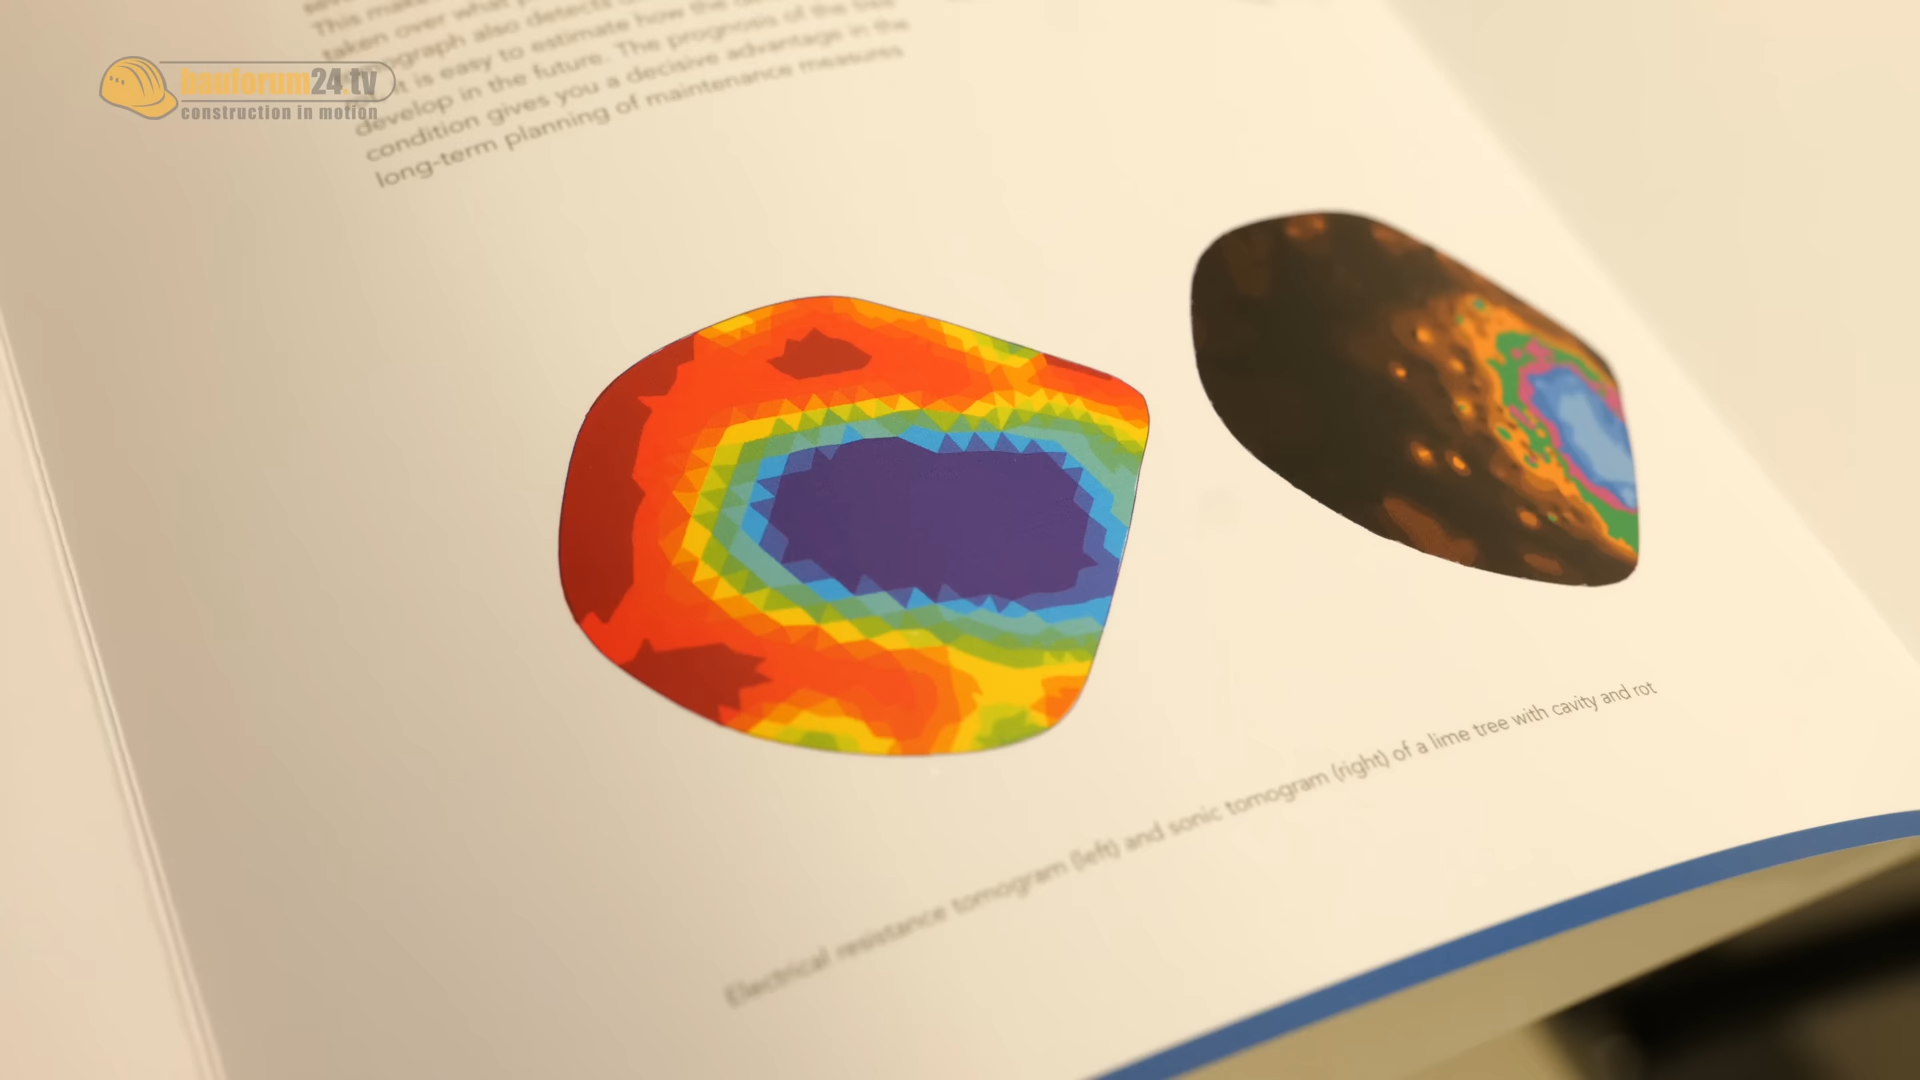 This make
taken over what
tomograph also detects
it is easy to estimate how the
develop in the future. The prognosis of the tree
condition gives you a decisive advantage in the
long-term planning of maintenance measures
bauforum24.tv
construction in motion
Electrical resistance tomogram (left) and sonic tomogram (right) of a lime tree with cavity and rot